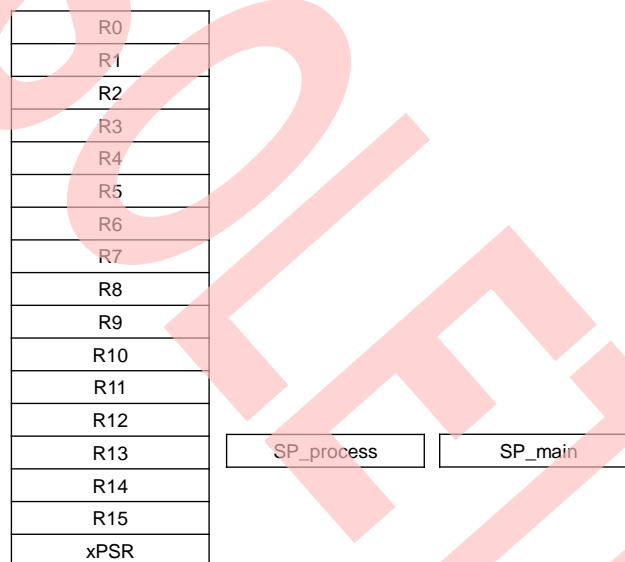 R0
R1
R2
R3
R4
R5
R6
R7
R8
R9
R10
R11
R12
R13 SP_process SP_main
R14
R15
xPSR